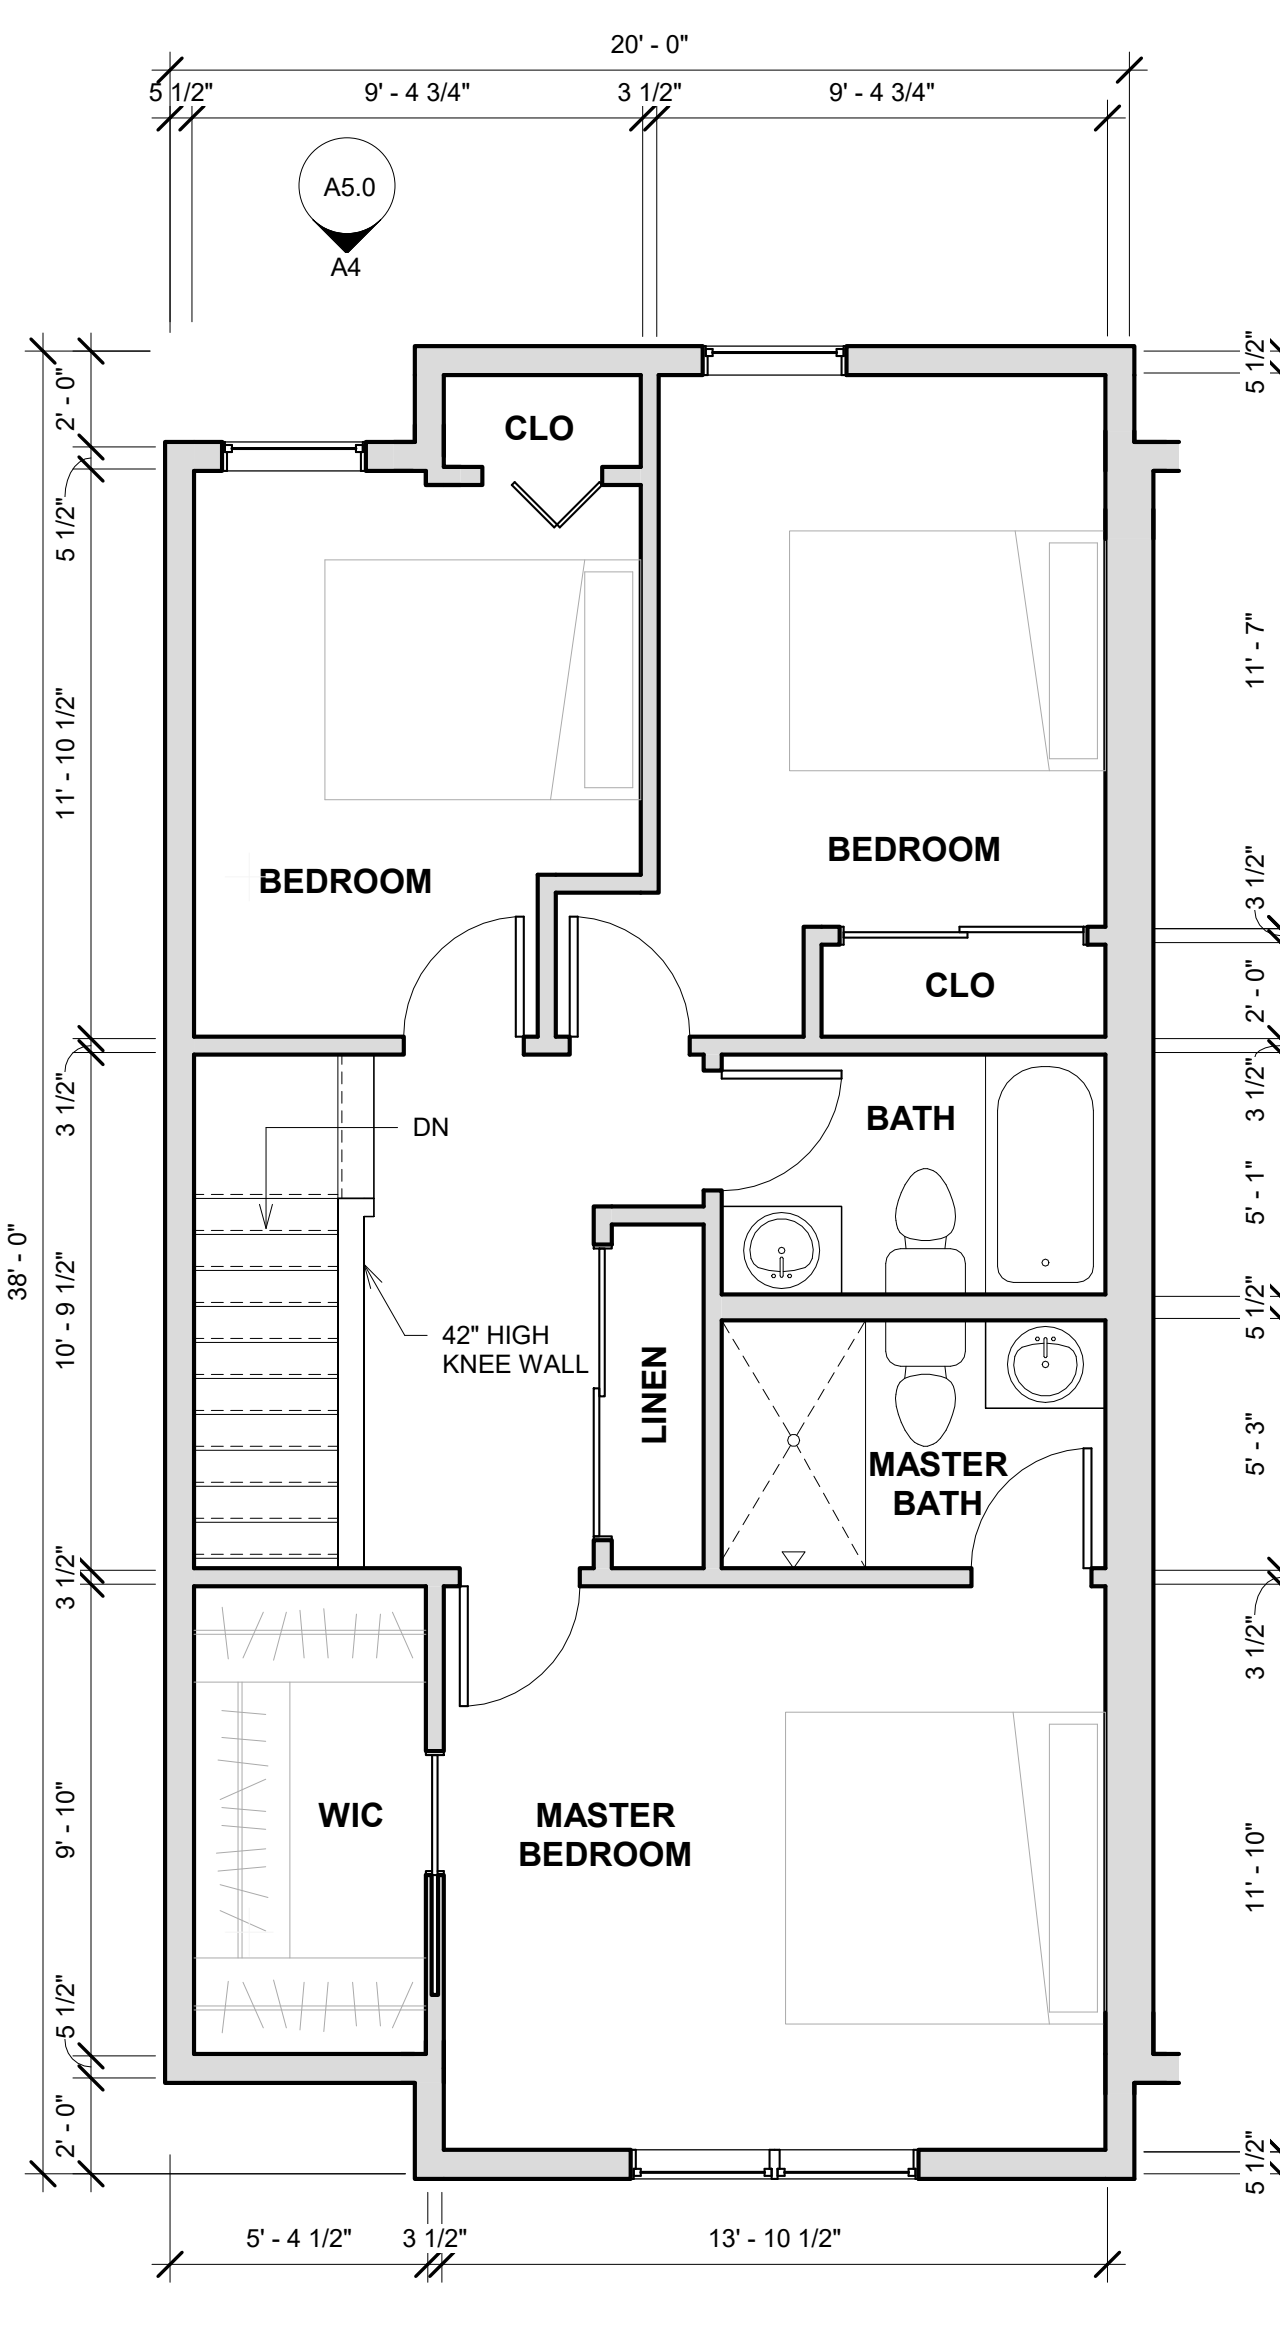 20' - 0"
5 1/2"
9' - 4 3/4"
3 1/2"
9' - 4 3/4"
A5.0
A4
2' - 0"
5 1/2"
11' - 10 1/2"
3 1/2"
10' - 9 1/2"
38' - 0"
3 1/2"
9' - 10"
5 1/2"
2' - 0"
CLO
BEDROOM
BEDROOM
CLO
DN
BATH
42" HIGH
KNEE WALL
LINEN
MASTER
BATH
WIC
MASTER
BEDROOM
5 1/2"
11' - 7"
3 1/2"
2' - 0"
3 1/2"
5' - 1"
5 1/2"
5' - 3"
3 1/2"
11' - 10"
5 1/2"
5' - 4 1/2"
3 1/2"
13' - 10 1/2"